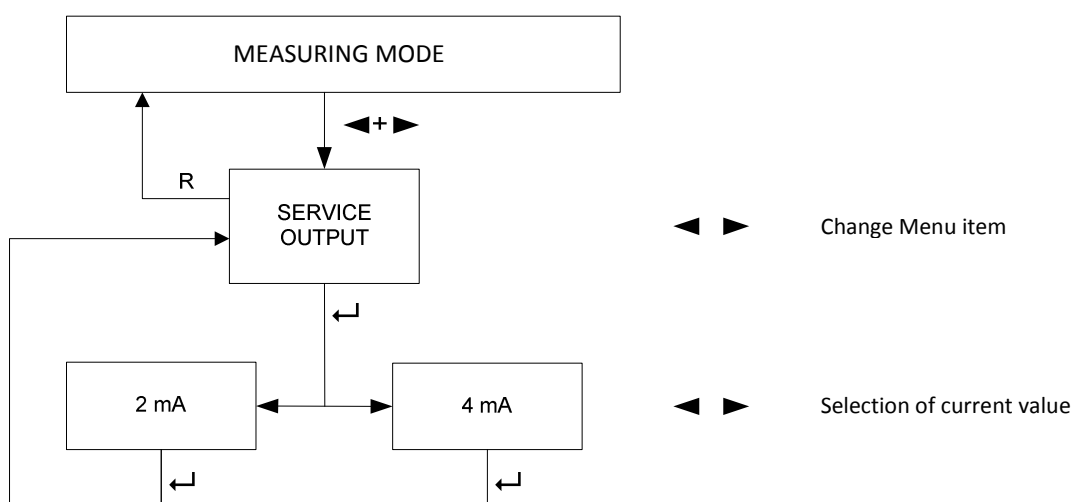 MEASURING MODE
◄+►
R
SERVICE
OUTPUT
◄ ► Change Menu item
↵
2 mA
4 mA
◄ ► Selection of current value
↵
↵